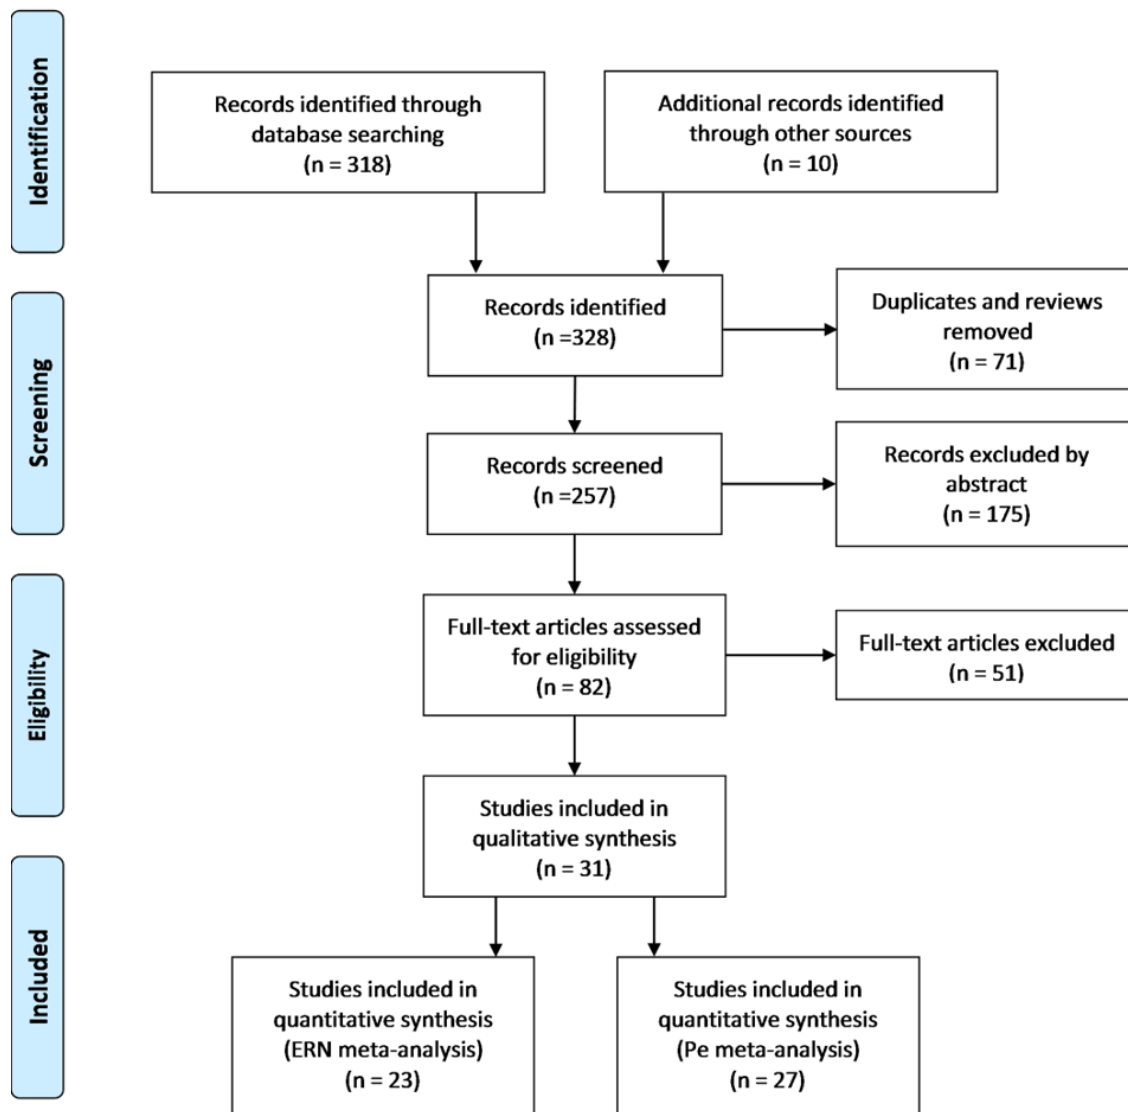 Identification
Records identified through
database searching
(n = 318)
Additional records identified
through other sources
(n = 10)
Screening
Records identified
(n =328)
Duplicates and reviews
removed
(n = 71)
Records screened
(n =257)
Records excluded by
abstract
(n = 175)
Eligibility
Full-text articles assessed
for eligibility
(n = 82)
Full-text articles excluded
(n = 51)
Studies included in
qualitative synthesis
(n = 31)
Included
Studies included in
quantitative synthesis
(ERN meta-analysis)
(n = 23)
Studies included in
quantitative synthesis
(Pe meta-analysis)
(n = 27)